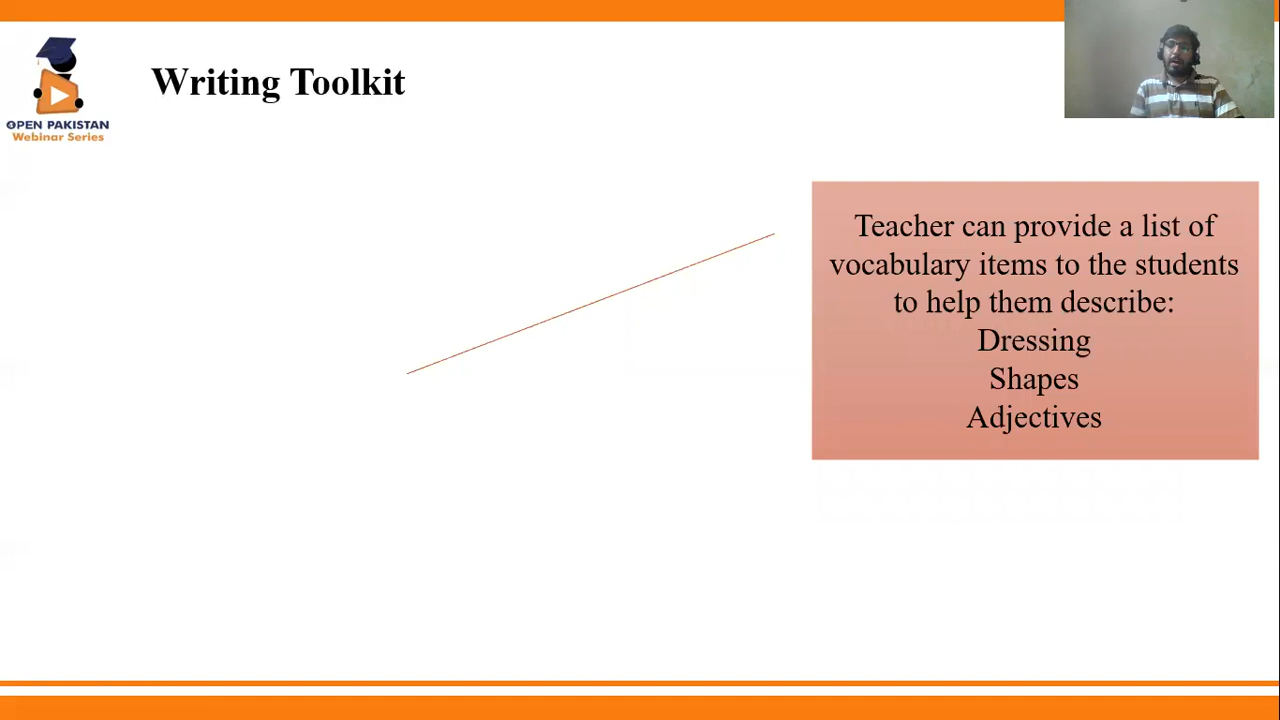 Writing Toolkit
OPEN PAKISTAN
Webinar Series
Teacher can provide a list of
vocabulary items to the students
to help them describe:
Dressing
Shapes
Adjectives